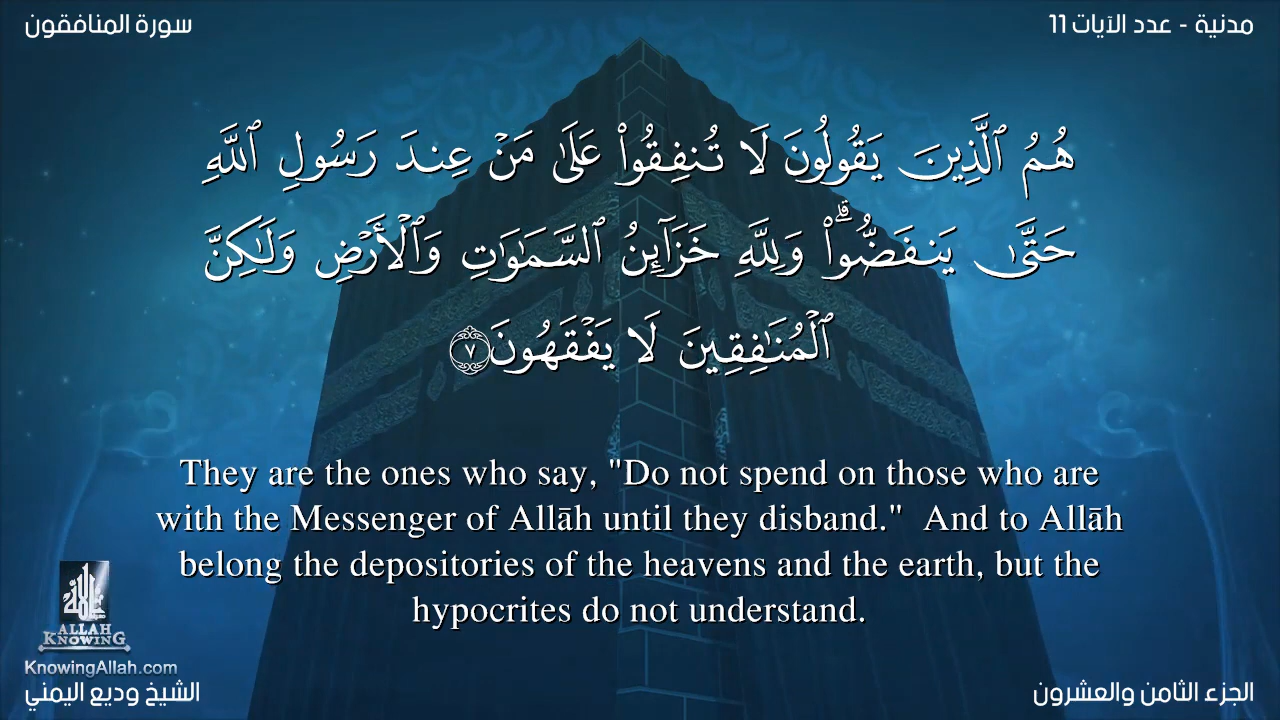 سورة المنافقون
مدنية - عدد الآيات 11
هُمُ ٱلَّذِينَ يَقُولُونَ لَا تُنفِقُوا۟ عَلَىٰ مَنْ عِندَ رَسُولِ ٱللَّهِ
حَتَّىٰ يَنفَضُّوا۟ ۗ وَلِلَّهِ خَزَآئِنُ ٱلسَّمَـٰوَٰتِ وَٱلْأَرْضِ وَلَـٰكِنَّ
ٱلْمُنَـٰفِقِينَ لَا يَفْقَهُونَ ٧
They are the ones who say, "Do not spend on those who are
with the Messenger of Allāh until they disband." And to Allāh
belong the depositories of the heavens and the earth, but the
hypocrites do not understand.
ALLAH
KNOWING
KnowingAllah.com
الشيخ وديع اليمني
الجزء الثامن والعشرون